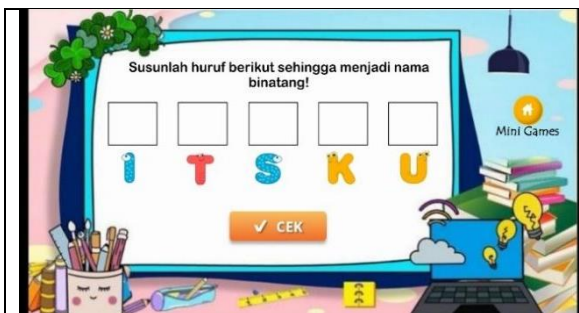 Susunlah huruf berikut sehingga menjadi nama
binatang!
Mini Games
I T S K U
✓ CEK